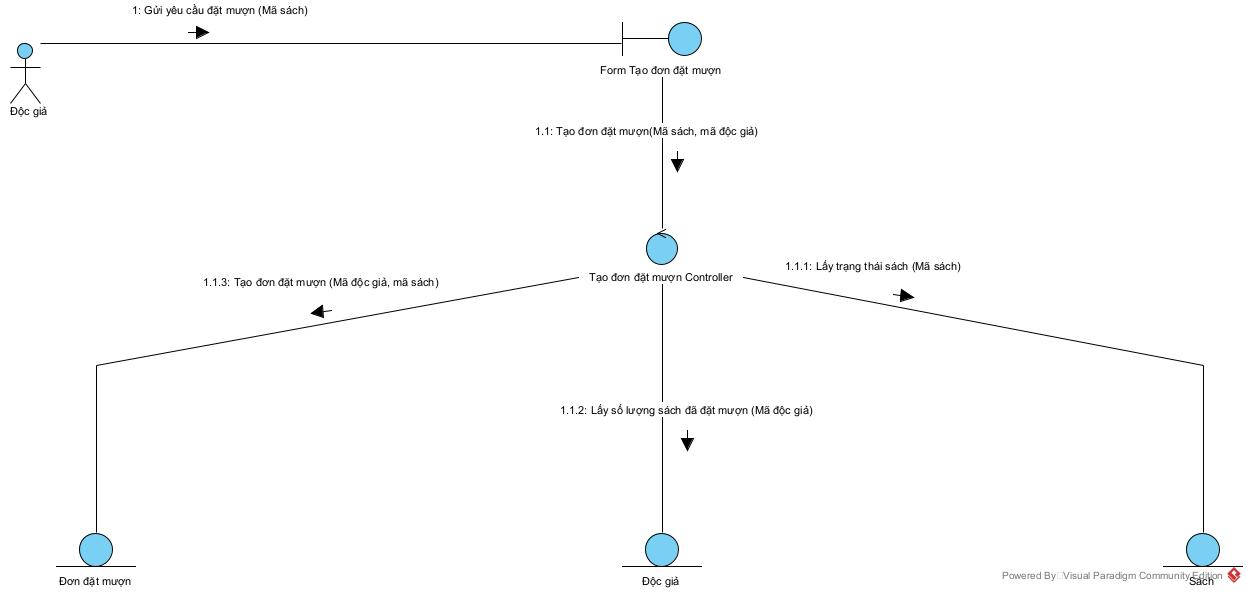 1: Gửi yêu cầu đặt mượn (Mã sách)
Độc giả
Form Tạo đơn đặt mượn
1.1: Tạo đơn đặt mượn(Mã sách, mã độc giả)
Tạo đơn đặt mượn Controller
1.1.1: Lấy trạng thái sách (Mã sách)
1.1.3: Tạo đơn đặt mượn (Mã độc giả, mã sách)
1.1.2: Lấy số lượng sách đã đặt mượn (Mã độc giả)
Đơn đặt mượn
Độc giả
Sách
Powered By Visual Paradigm Community Edition